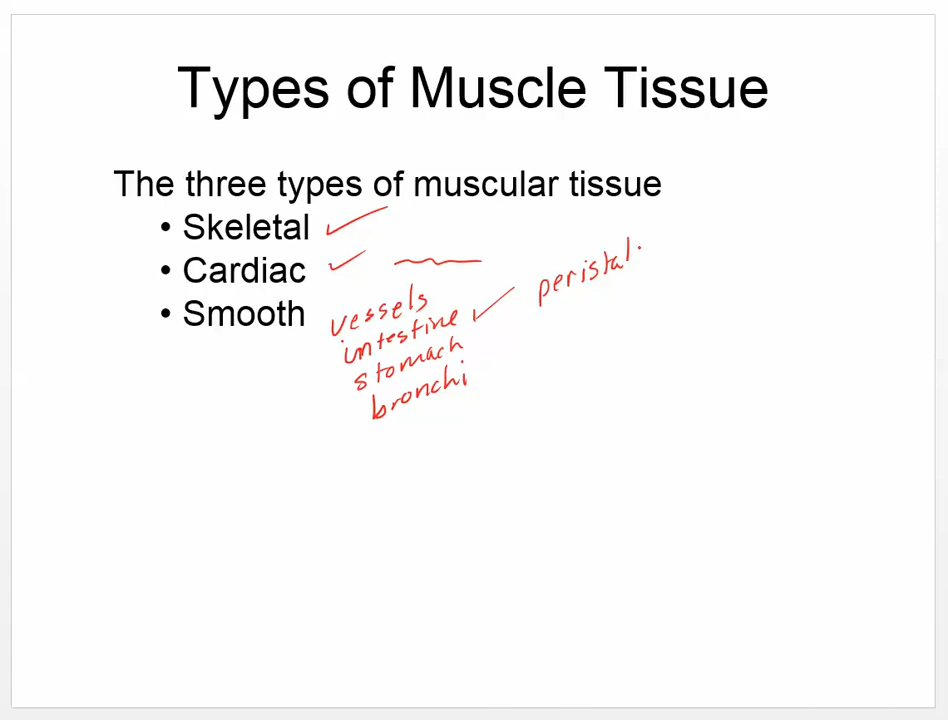 Types of Muscle Tissue
The three types of muscular tissue
• Skeletal
• Cardiac
• Smooth
vessels
intestine
peristal.
stomach
bronchi